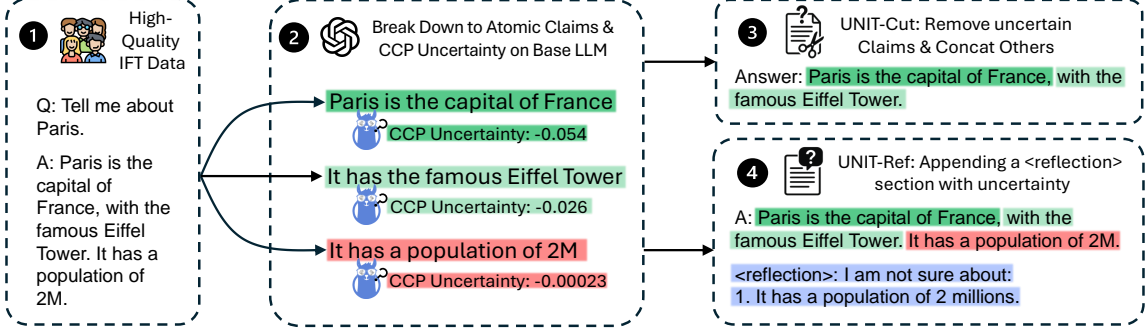 1
High-
Quality
IFT Data
Q: Tell me about
Paris.
A: Paris is the
capital of
France, with the
famous Eiffel
Tower. It has a
population of
2M.
2
Break Down to Atomic Claims &
CCP Uncertainty on Base LLM
Paris is the capital of France
CCP Uncertainty: -0.054
It has the famous Eiffel Tower
CCP Uncertainty: -0.026
It has a population of 2M
CCP Uncertainty: -0.00023
3
UNIT-Cut: Remove uncertain
Claims & Concat Others
Answer: Paris is the capital of France, with the
famous Eiffel Tower.
4
UNIT-Ref: Appending a <reflection>
section with uncertainty
A: Paris is the capital of France, with the
famous Eiffel Tower. It has a population of 2M.
<reflection>: I am not sure about:
1. It has a population of 2 millions.